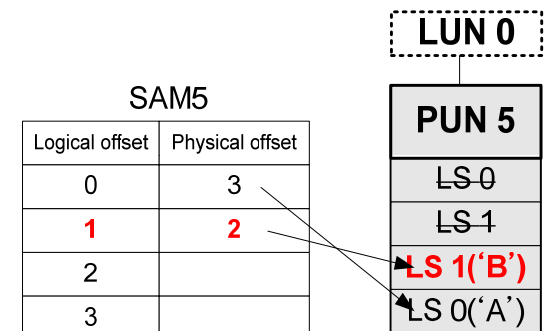 LUN 0
SAM5
PUN 5
Logical offset Physical offset
0 3
1 2
2
3
LS 0
LS 1
LS 1(‘B’)
LS 0(‘A’)